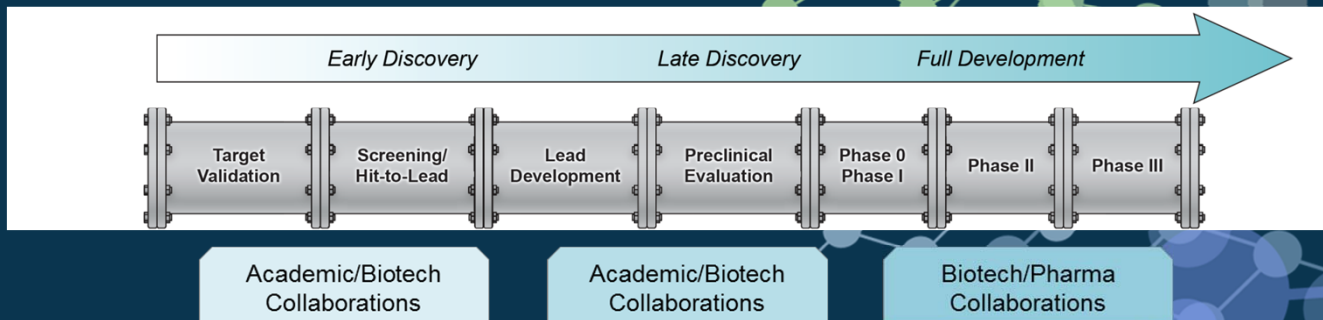 Early Discovery
Late Discovery
Full Development
Target
Validation
Screening/
Hit-to-Lead
Lead
Development
Preclinical
Evaluation
Phase 0
Phase I
Phase II
Phase III
Academic/Biotech
Collaborations
Academic/Biotech
Collaborations
Biotech/Pharma
Collaborations